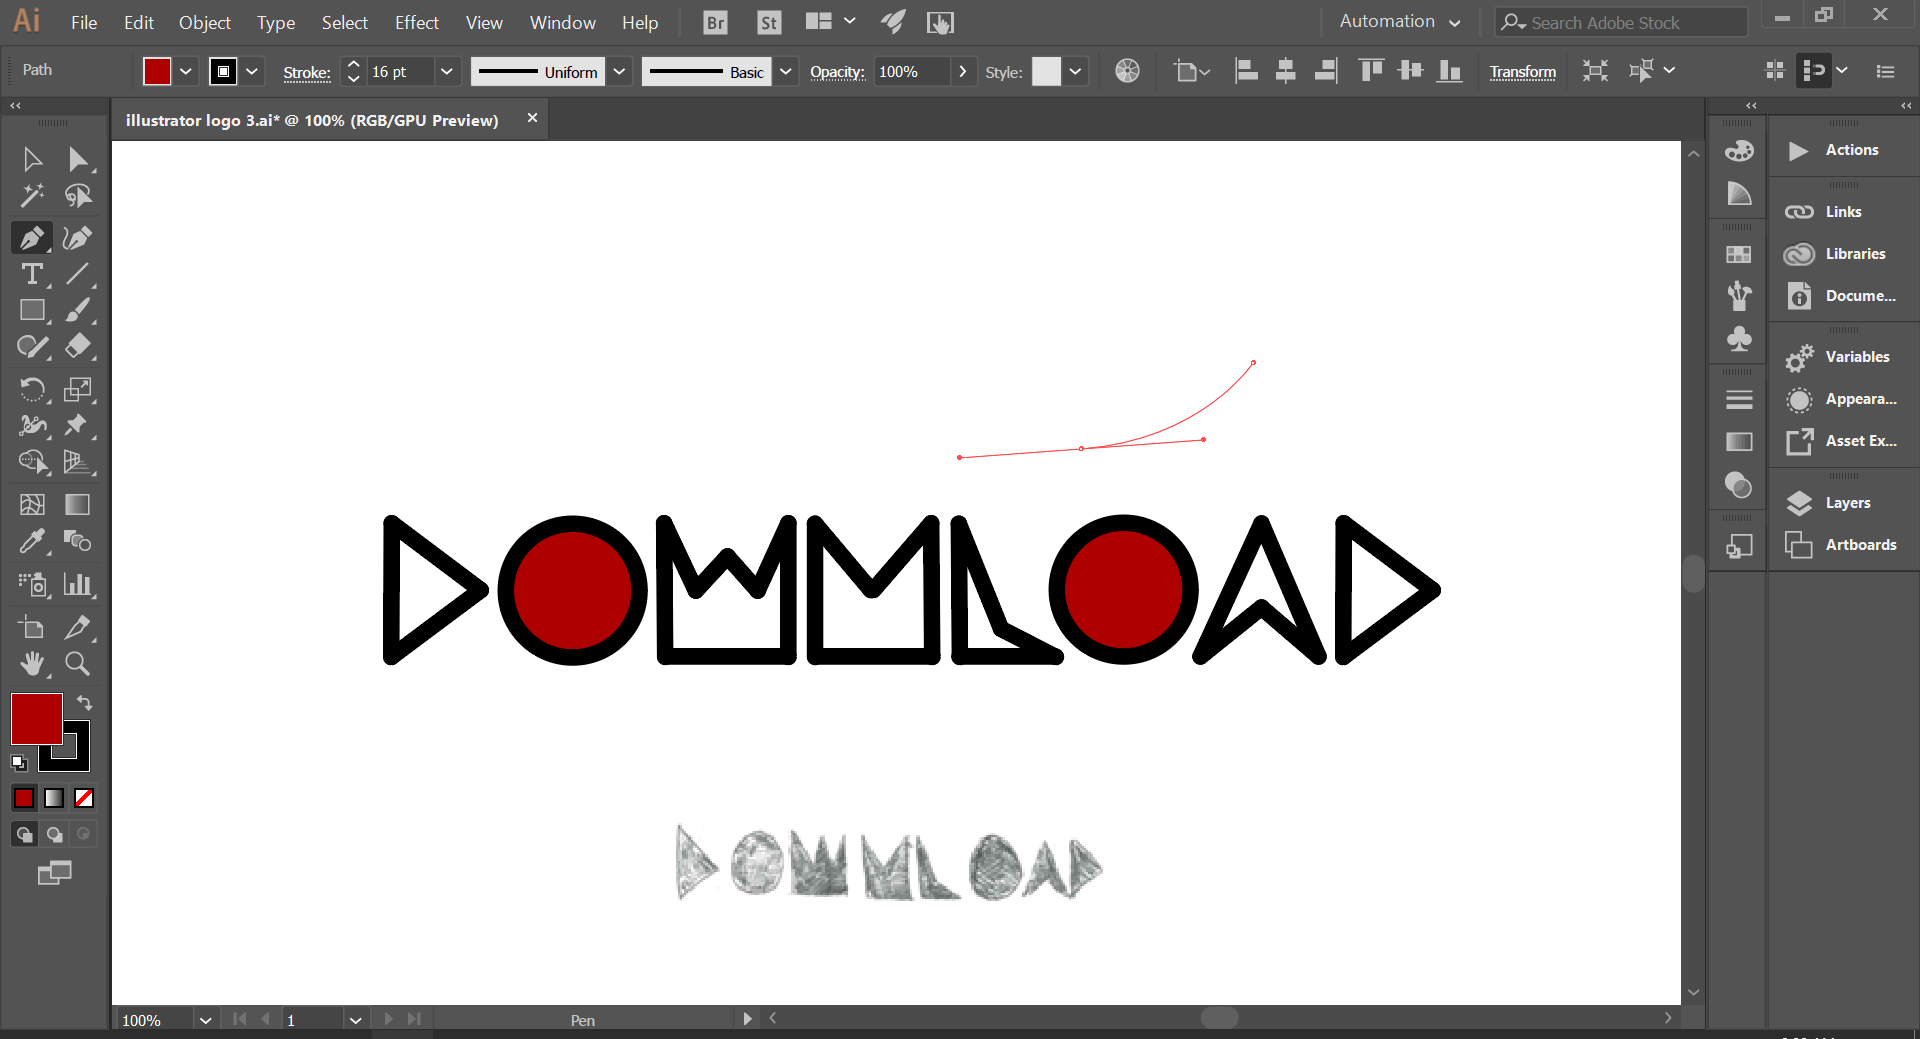 Ai File Edit Object Type Select Effect View Window Help Br St Automation Search Adobe Stock
Path Stroke: 16 pt Uniform Basic Opacity: 100% Style: Transform
illustrator logo 3.ai* @ 100% (RGB/GPU Preview)
Actions
Links
Libraries
Docume...
Variables
Appeara...
Asset Ex...
Layers
Artboards
DOWMLOAD
DOWMLOAD
100% 1 Pen